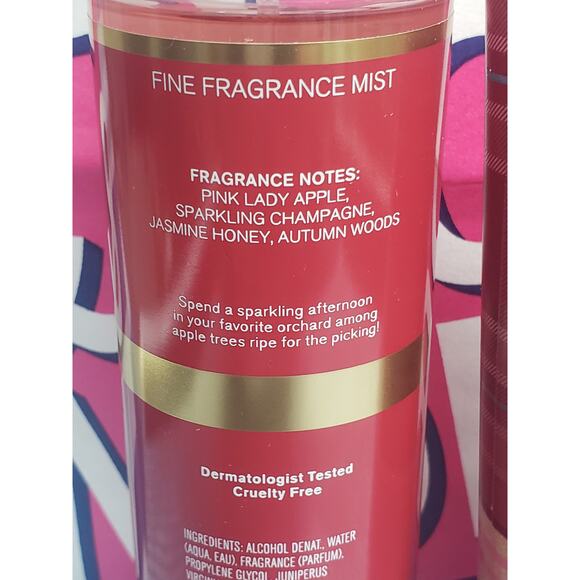 FINE FRAGRANCE MIST
FRAGRANCE NOTES:
PINK LADY APPLE,
SPARKLING CHAMPAGNE,
JASMINE HONEY, AUTUMN WOODS
Spend a sparkling afternoon
in your favorite orchard among
apple trees ripe for the picking!
Dermatologist Tested
Cruelty Free
INGREDIENTS: ALCOHOL DENAT., WATER
(AQUA, EAU), FRAGRANCE (PARFUM),
PROPYLENE GLYCOL, JUNIPERUS